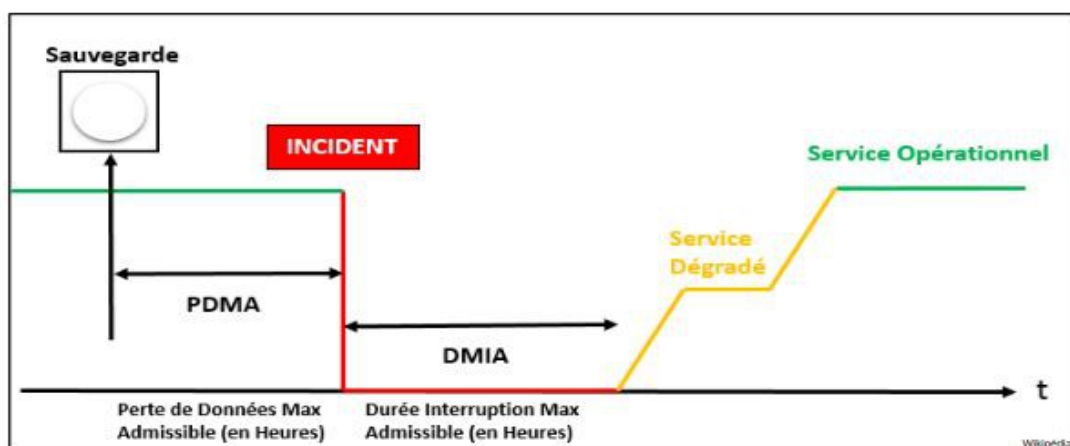 Sauvegarde
INCIDENT
Service Opérationnel
Service
Dégradé
PDMA
DMIA
t
Perte de Données Max
Admissible (en Heures)
Durée Interruption Max
Admissible (en Heures)
Wikipédia